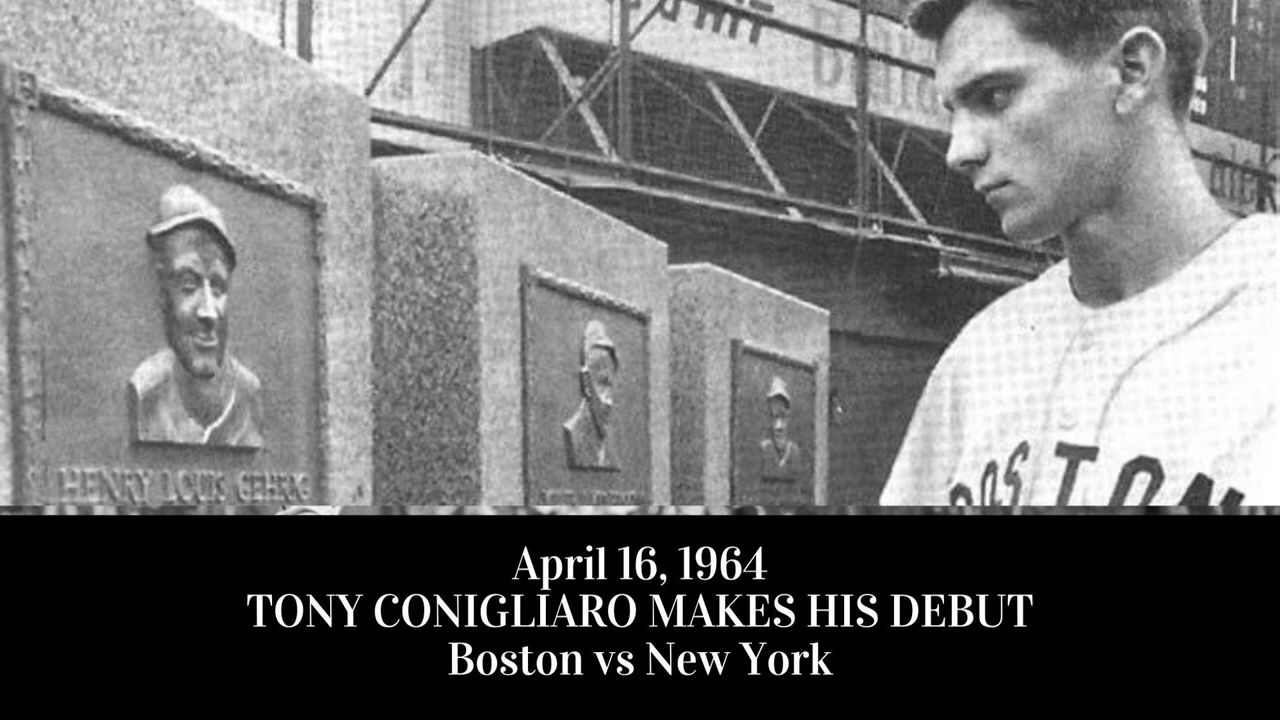 HENRY LOUIS GEHRIG
BOSTON
April 16, 1964
TONY CONIGLIARO MAKES HIS DEBUT
Boston vs New York